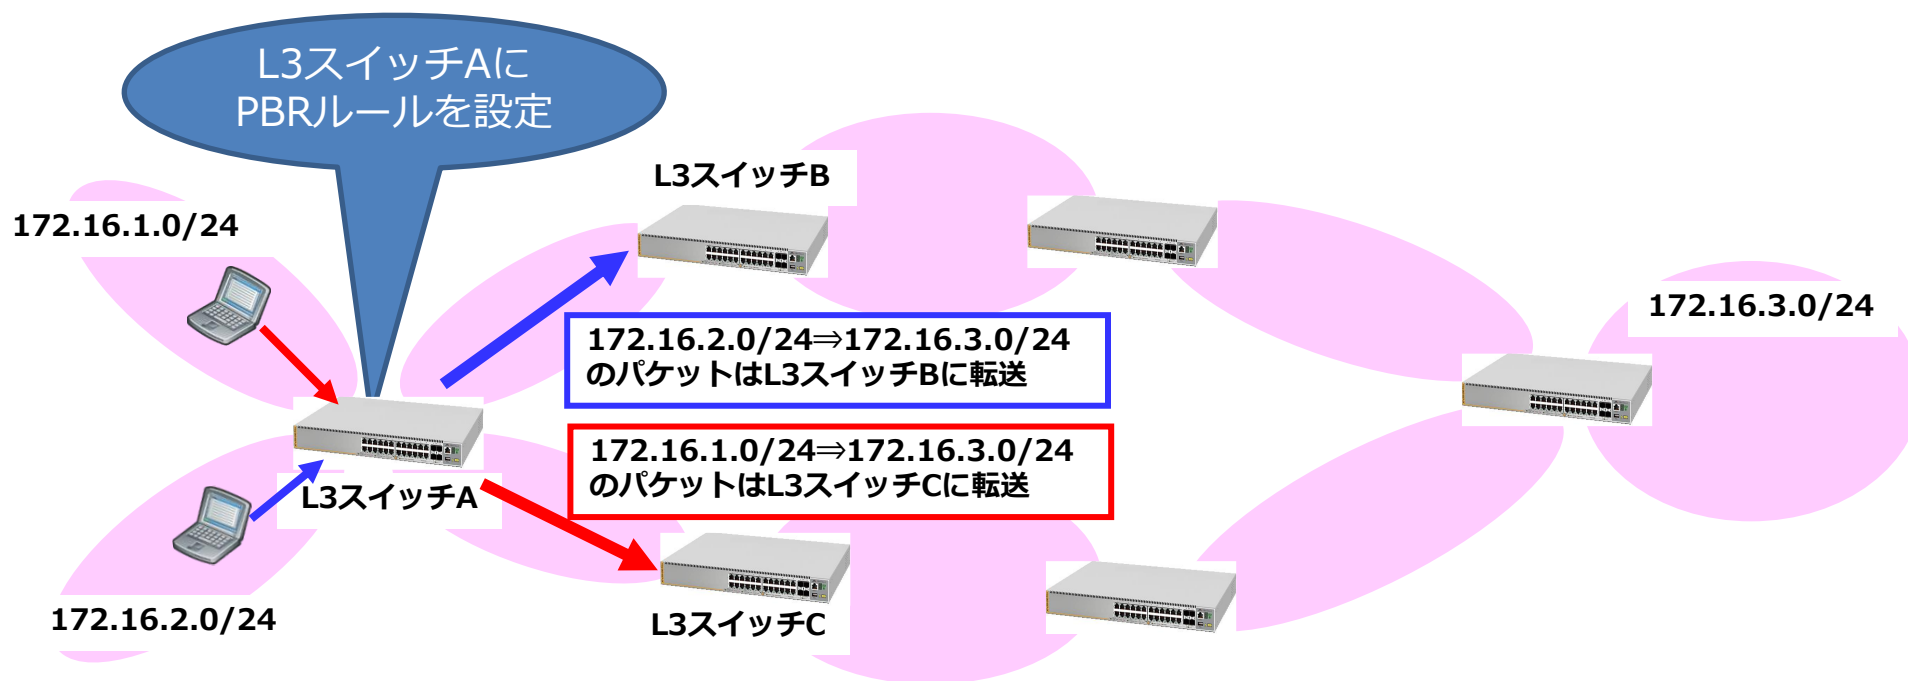 L3スイッチAに
PBRルールを設定
L3スイッチB
172.16.1.0/24
172.16.3.0/24
172.16.2.0/24⇒172.16.3.0/24
のパケットはL3スイッチBに転送
172.16.1.0/24⇒172.16.3.0/24
のパケットはL3スイッチCに転送
L3スイッチA
172.16.2.0/24
L3スイッチC